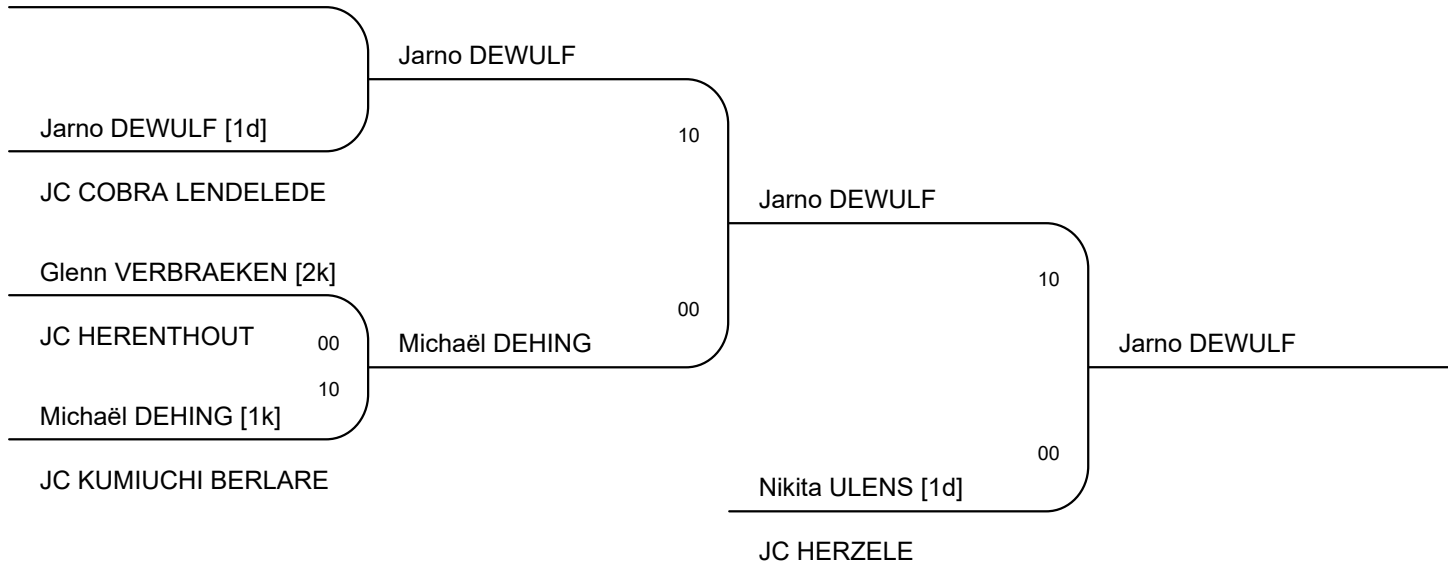 Jarno DEWULF
Jarno DEWULF [1d]
10
JC COBRA LENDELEDE
Jarno DEWULF
Glenn VERBRAEKEN [2k]
10
00
JC HERENTHOUT
00
Michaël DEHING
Jarno DEWULF
10
Michaël DEHING [1k]
00
JC KUMIUCHI BERLARE
Nikita ULENS [1d]
JC HERZELE